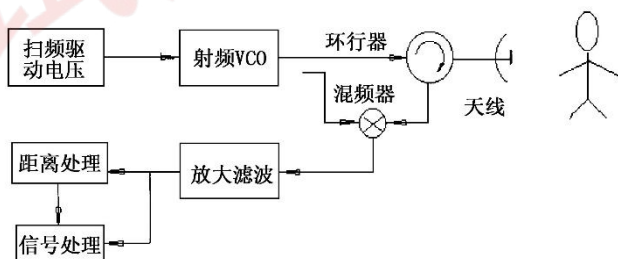 扫频驱
动电压
射频VCO
环行器
混频器
天线
距离处理
放大滤波
信号处理